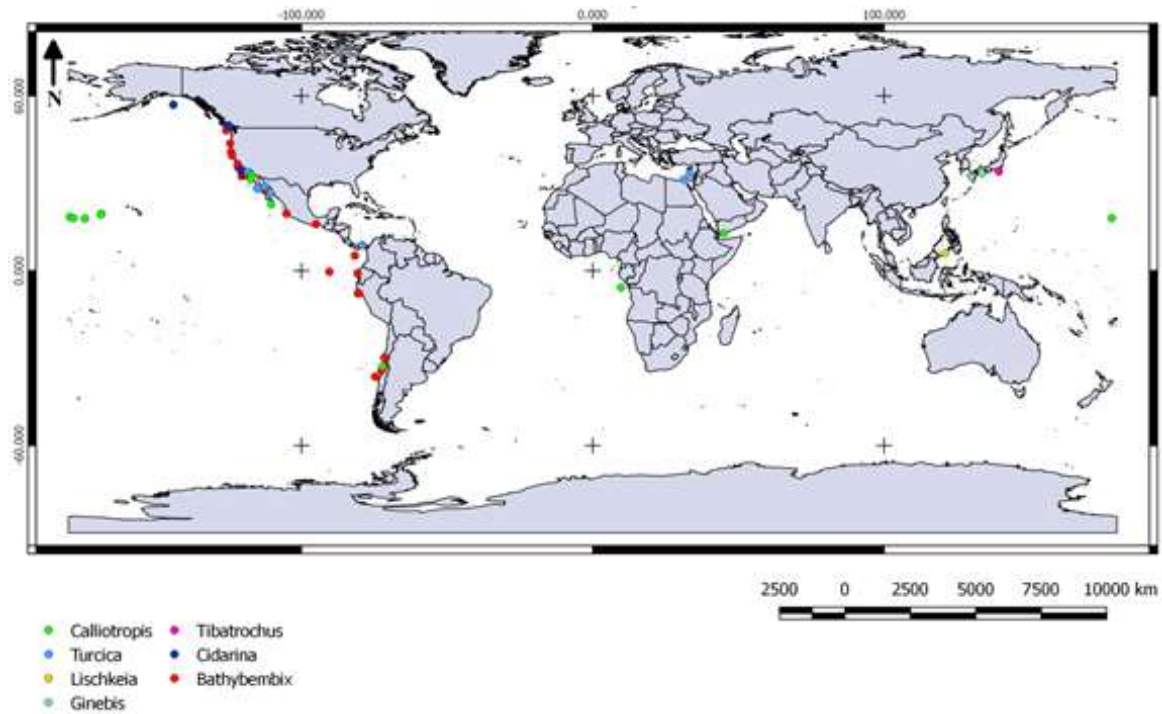 -100.000 0.000 100.000
60.000
N
0.000
-60.000
2500 0 2500 5000 7500 10000 km
Calliotropis Tibatrochus
Turcica Cidarina
Lischkeia Bathybembix
Ginebis